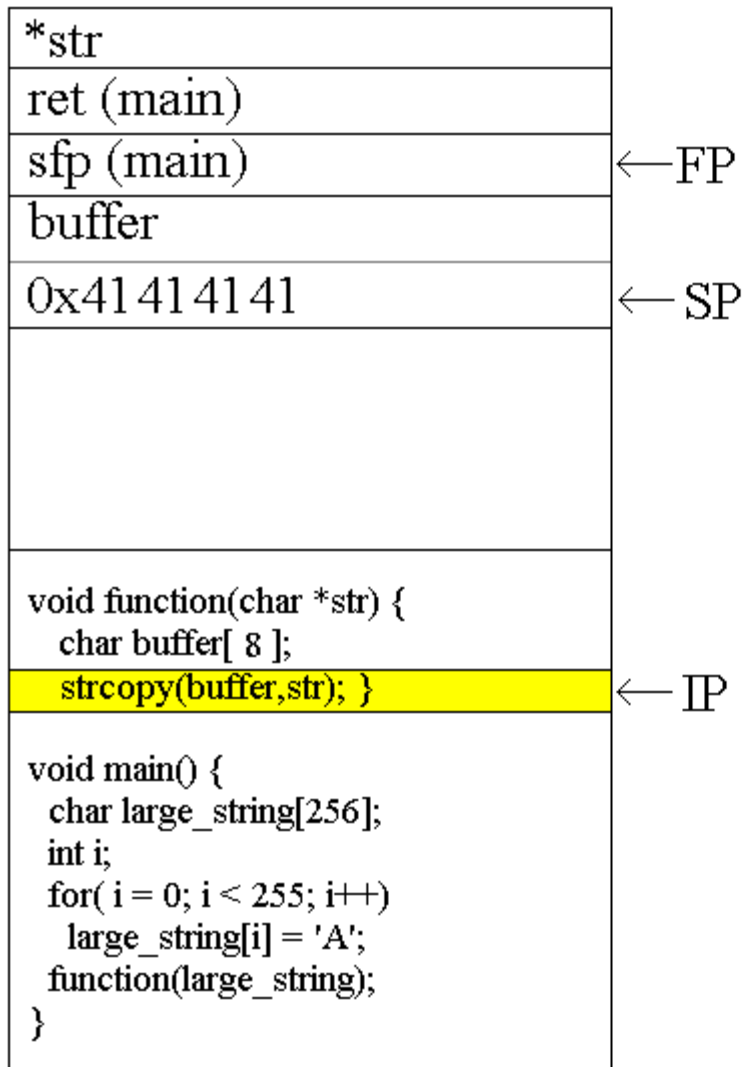 *str
ret (main)
sfp (main)
←FP
buffer
0x41414141
←SP
void function(char *str) {
char buffer[ 8 ];
strcopy(buffer,str); }
←IP
void main() {
char large_string[256];
int i;
for( i = 0; i < 255; i++)
large_string[i] = 'A';
function(large_string);
}